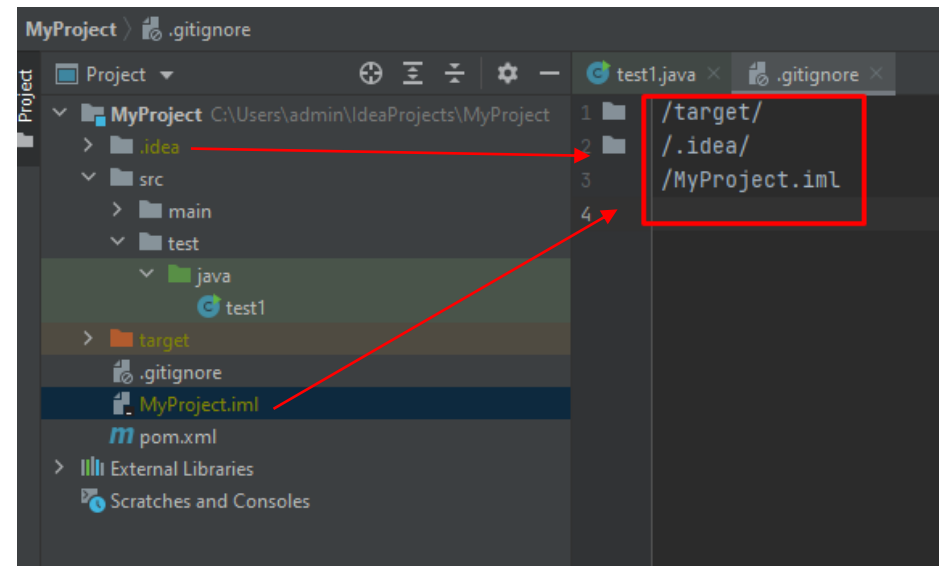 MyProject 〉 .gitignore
Project
Project
test1.java
.gitignore
MyProject C:\Users\admin\IdeaProjects\MyProject
.idea
src
main
test
java
test1
target
.gitignore
MyProject.iml
m pom.xml
External Libraries
Scratches and Consoles
1 /target/
2 /.idea/
3 /MyProject.iml
4